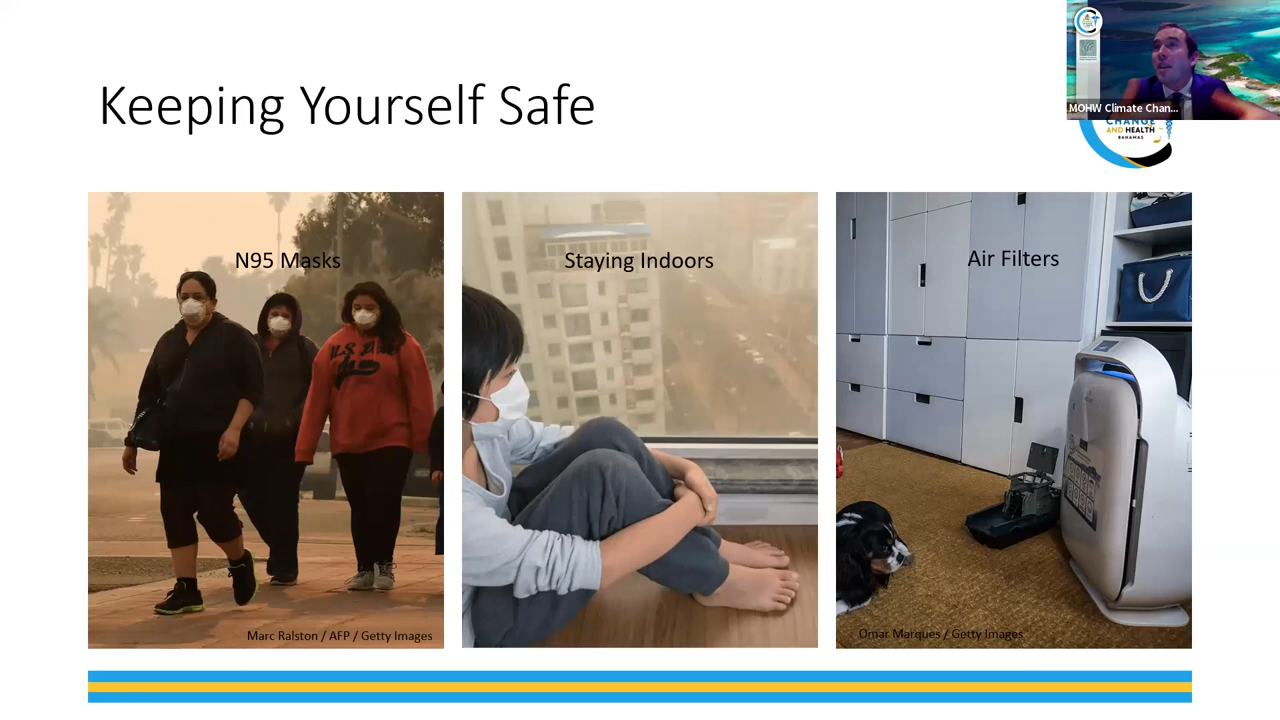 Keeping Yourself Safe
MOHW Climate Chan...
CHANGE
AND HEALTH
BAHAMAS
N95 Masks
Staying Indoors
Air Filters
Marc Ralston / AFP / Getty Images
Omar Marques / Getty Images